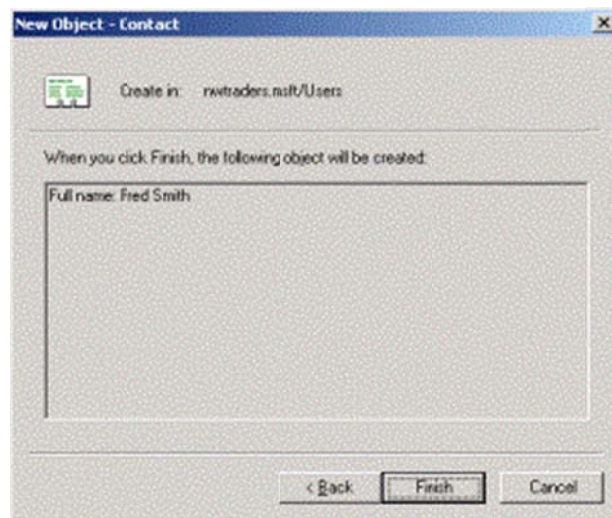 New Object - Contact
Create in: nwtraders.msft/Users
When you click Finish, the following object will be created:
Full name: Fred Smith
< Back
Finish
Cancel